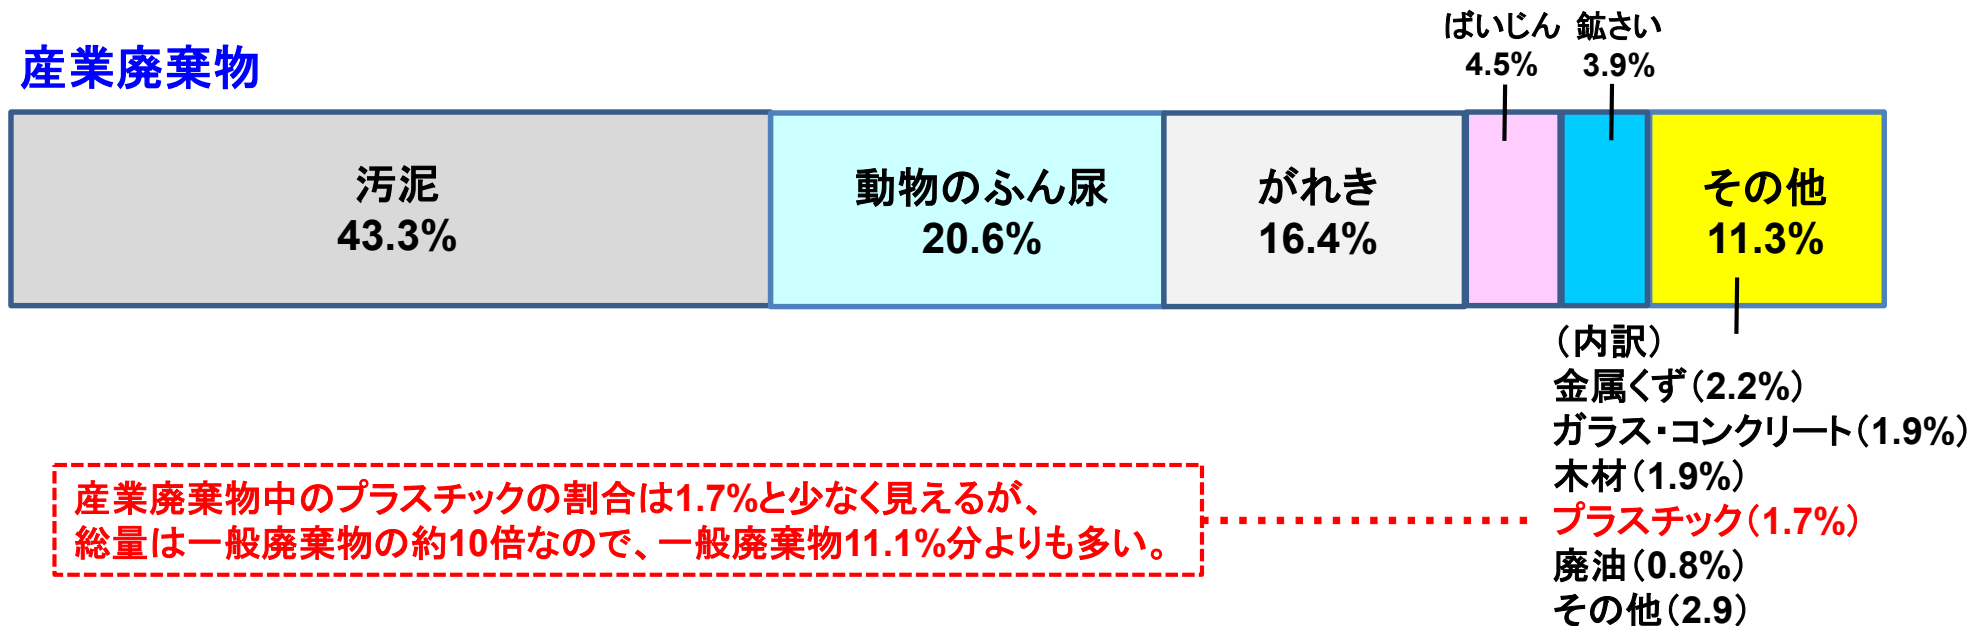 産業廃棄物
ばいじん
4.5%
鉱さい
3.9%
汚泥
43.3%
動物のふん尿
20.6%
がれき
16.4%
その他
11.3%
（内訳）
金属くず（2.2%）
ガラス・コンクリート（1.9%）
木材（1.9%）
プラスチック（1.7%）
廃油（0.8%）
その他（2.9）
産業廃棄物中のプラスチックの割合は1.7%と少なく見えるが、
総量は一般廃棄物の約10倍なので、一般廃棄物11.1%分よりも多い。